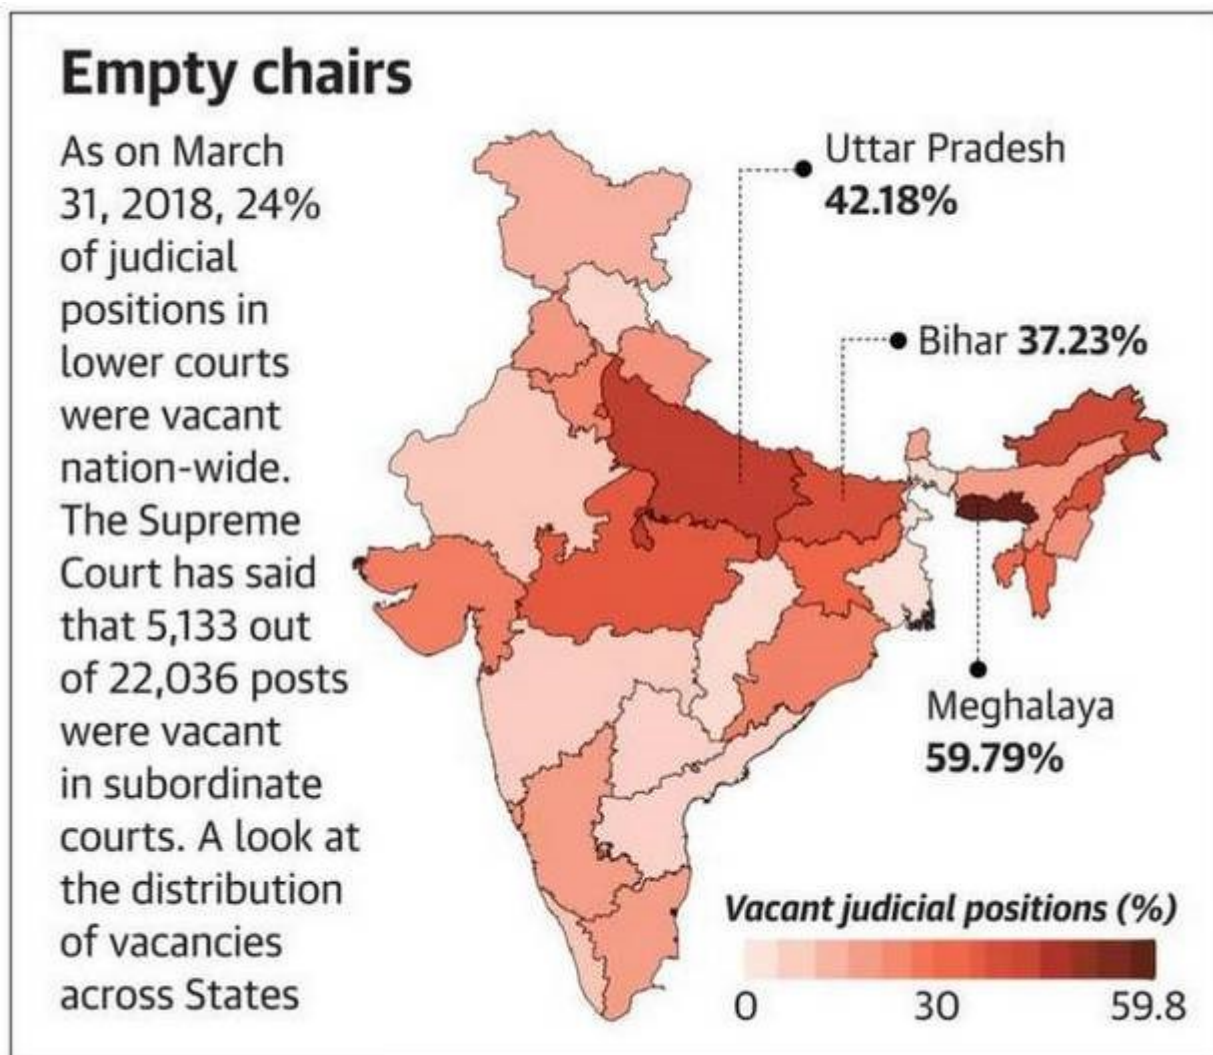 Empty chairs
As on March
31, 2018, 24%
of judicial
positions in
lower courts
were vacant
nation-wide.
The Supreme
Court has said
that 5,133 out
of 22,036 posts
were vacant
in subordinate
courts. A look at
the distribution
of vacancies
across States
Uttar Pradesh
42.18%
Bihar 37.23%
Meghalaya
59.79%
Vacant judicial positions (%)
0 30 59.8